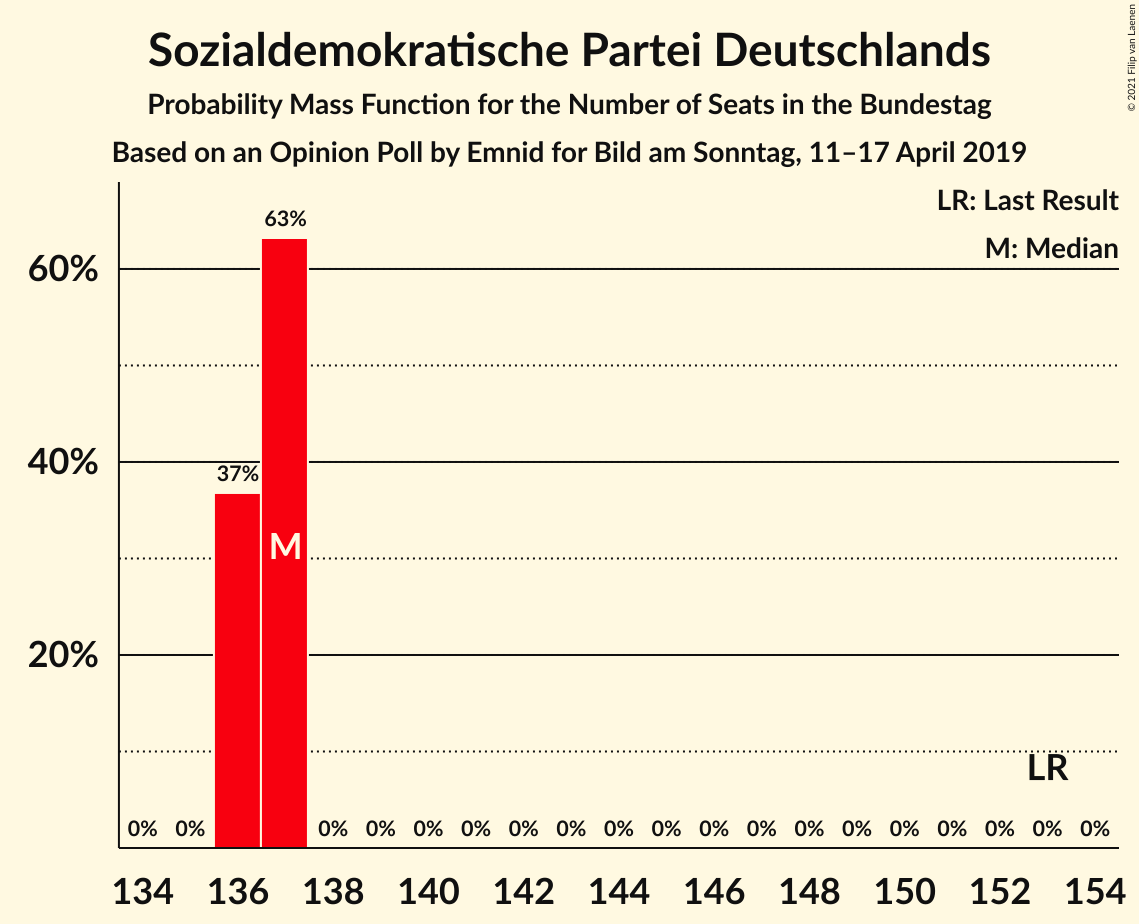 Sozialdemokratische Partei Deutschlands
Probability Mass Function for the Number of Seats in the Bundestag
Based on an Opinion Poll by Emnid for Bild am Sonntag, 11–17 April 2019
© 2021 Filip van Laenen
LR: Last Result
M: Median
63%
60%
40%
37%
M
20%
LR
0% 0% 0% 0% 0% 0% 0% 0% 0% 0% 0% 0% 0% 0% 0% 0% 0% 0% 0%
134 136 138 140 142 144 146 148 150 152 154